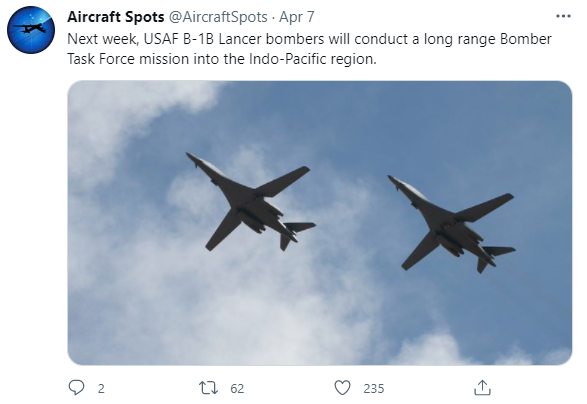 Aircraft Spots @AircraftSpots · Apr 7
Next week, USAF B-1B Lancer bombers will conduct a long range Bomber
Task Force mission into the Indo-Pacific region.
2 62 235